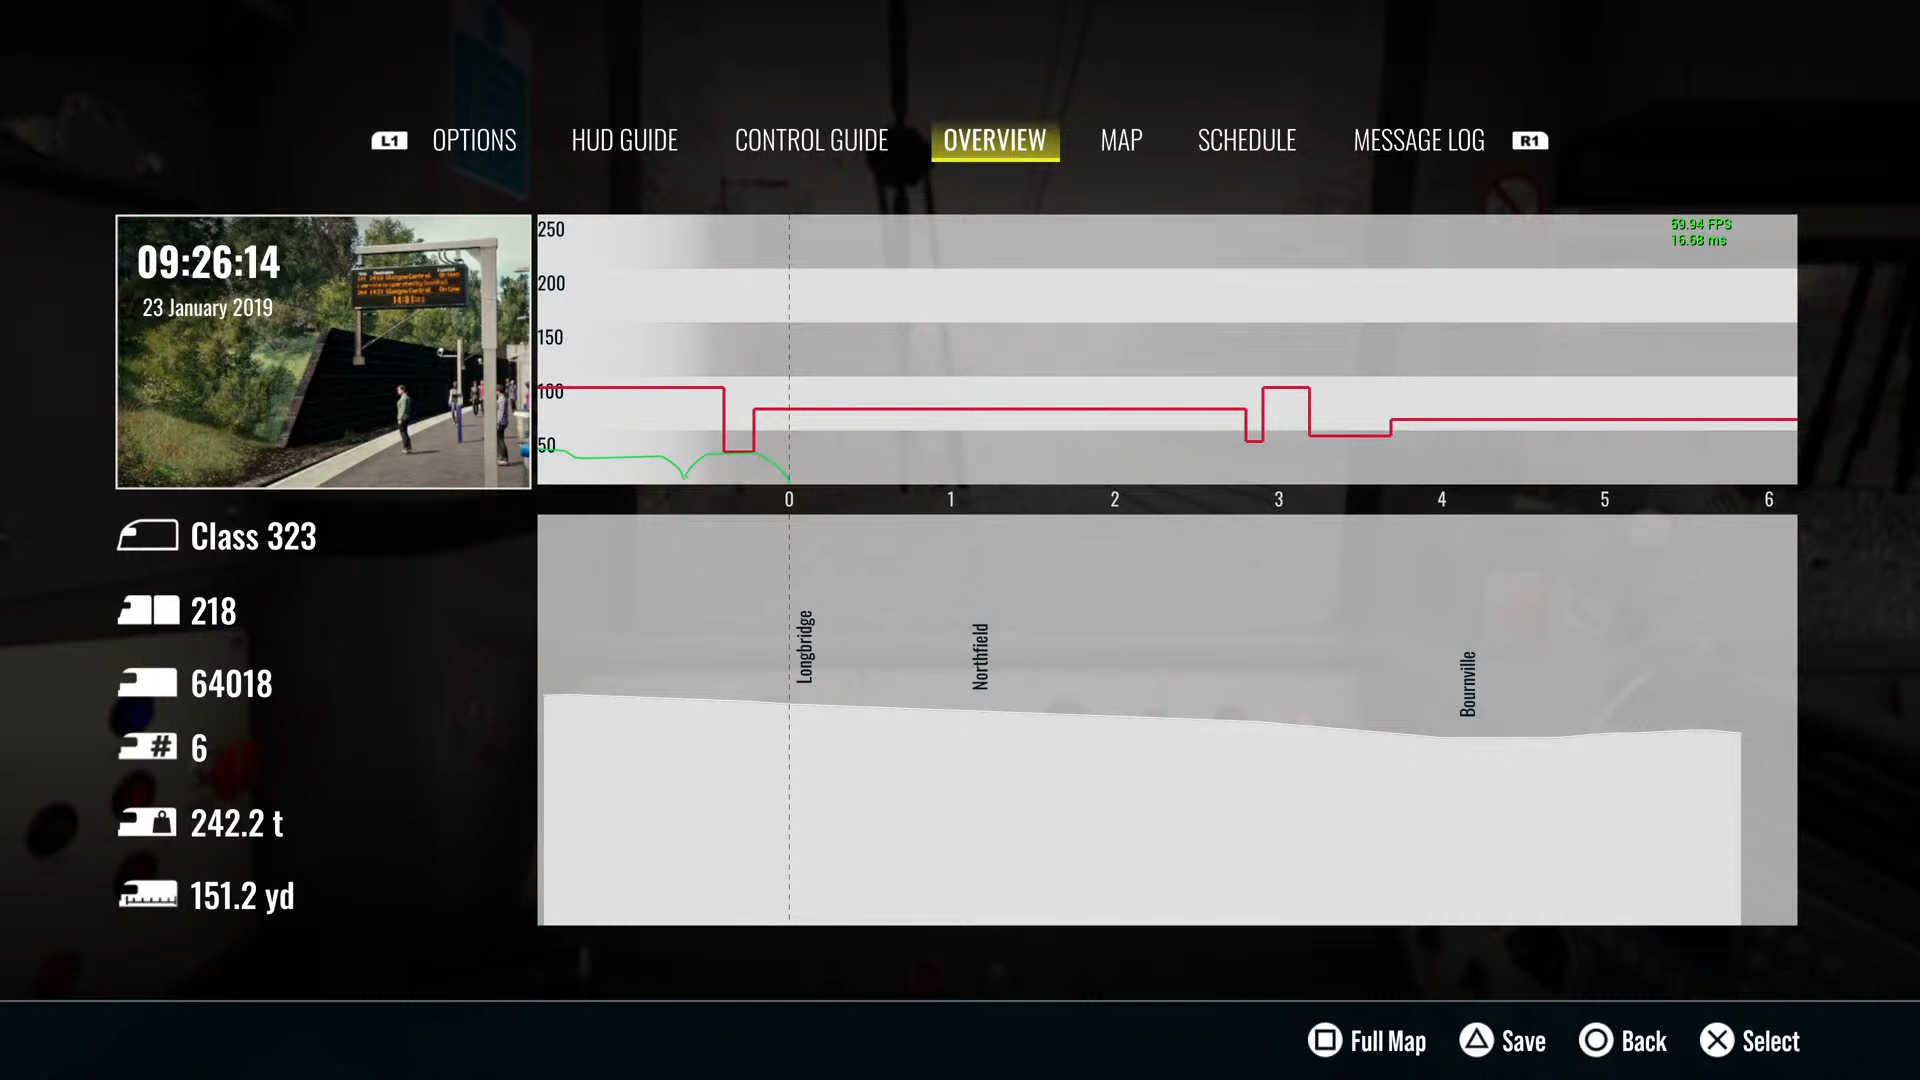 L1 OPTIONS HUD GUIDE CONTROL GUIDE OVERVIEW MAP SCHEDULE MESSAGE LOG R1
09:26:14
23 January 2019
14:01
250
200
150
100
50
59.94 FPS
16.68 ms
0 1 2 3 4 5 6
Class 323
218
64018
# 6
242.2 t
151.2 yd
Longbridge
Northfield
Bournville
Full Map Save Back Select